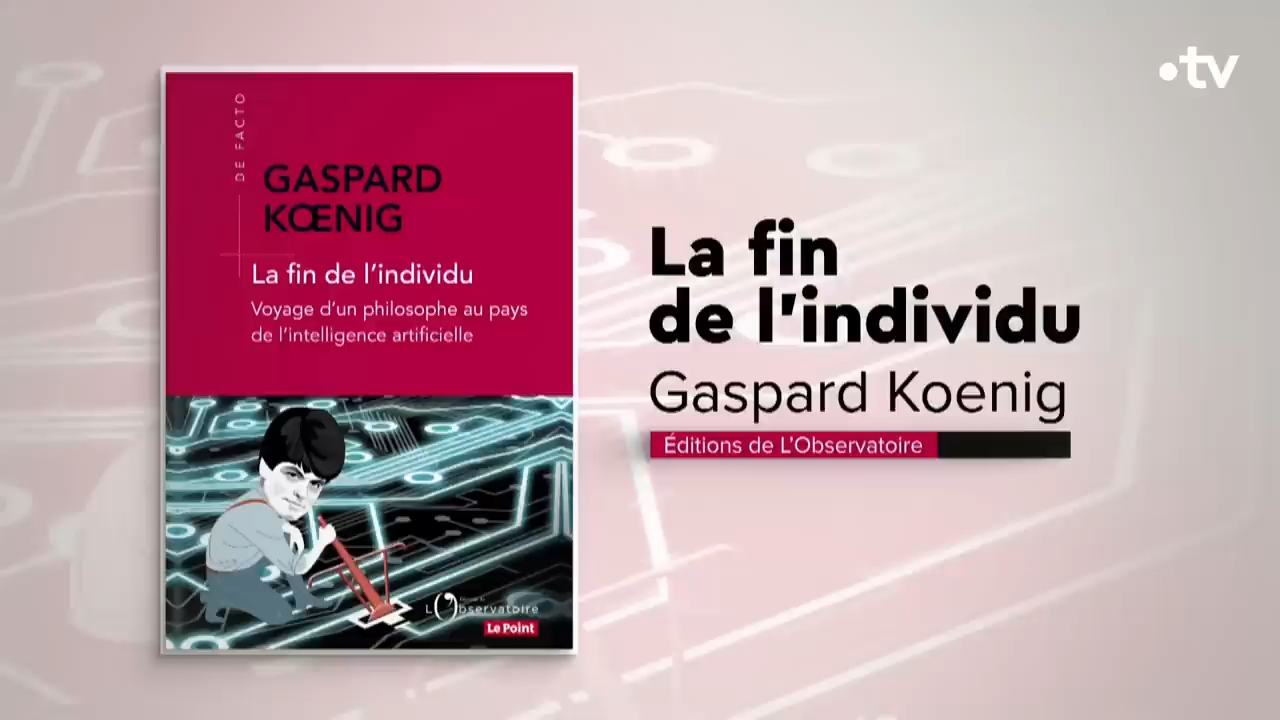 DE FACTO
GASPARD
KŒNIG
La fin de l'individu
Voyage d'un philosophe au pays
de l'intelligence artificielle
L'Observatoire
Le Point
La fin
de l'individu
Gaspard Koenig
Éditions de L'Observatoire
•tv